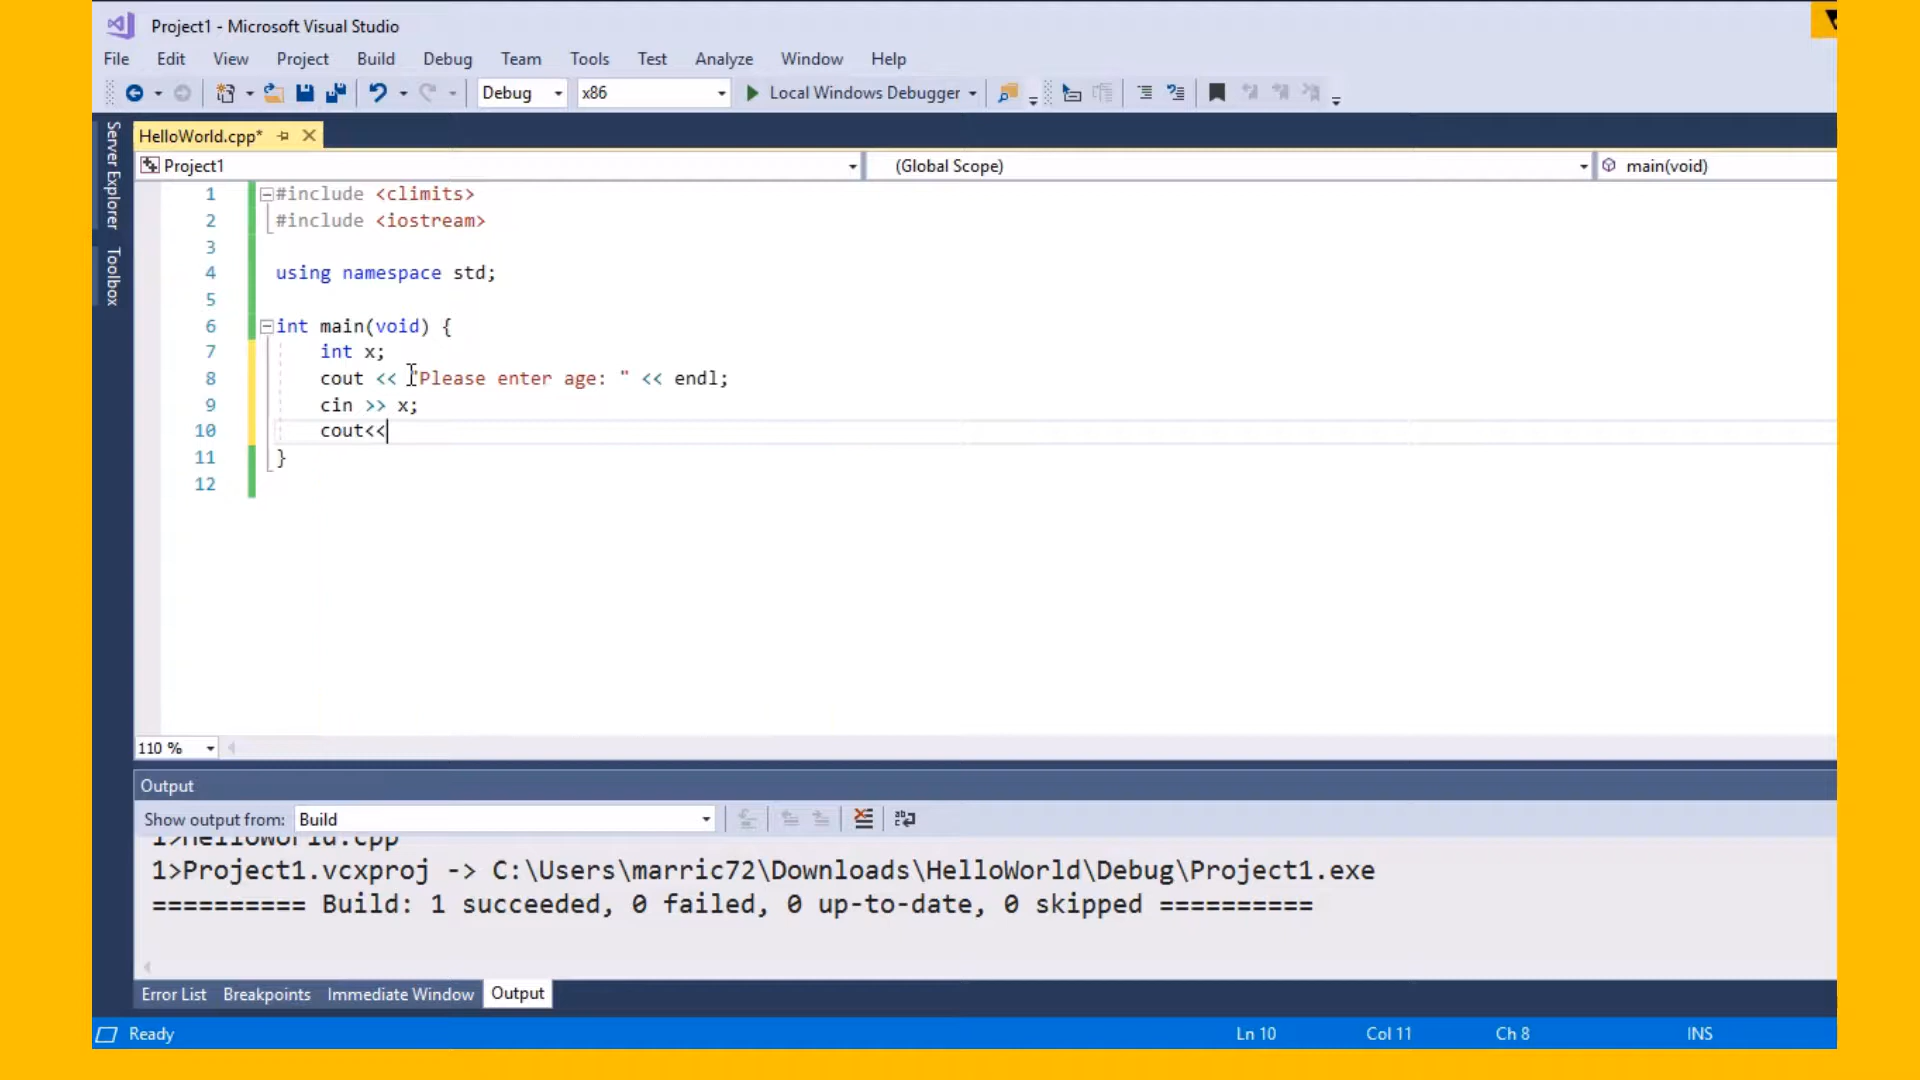 Project1 - Microsoft Visual Studio
File Edit View Project Build Debug Team Tools Test Analyze Window Help
Debug x86 Local Windows Debugger
Server Explorer
Toolbox
HelloWorld.cpp*
Project1 (Global Scope) main(void)
1 #include <climits>
2 #include <iostream>
3
4 using namespace std;
5
6 int main(void) {
7 int x;
8 cout << "Please enter age: " << endl;
9 cin >> x;
10 cout<<
11 }
12
110 %
Output
Show output from: Build
1>HelloWorld.cpp
1>Project1.vcxproj -> C:\Users\marric72\Downloads\HelloWorld\Debug\Project1.exe
========== Build: 1 succeeded, 0 failed, 0 up-to-date, 0 skipped ==========
Error List Breakpoints Immediate Window Output
Ready Ln 10 Col 11 Ch 8 INS